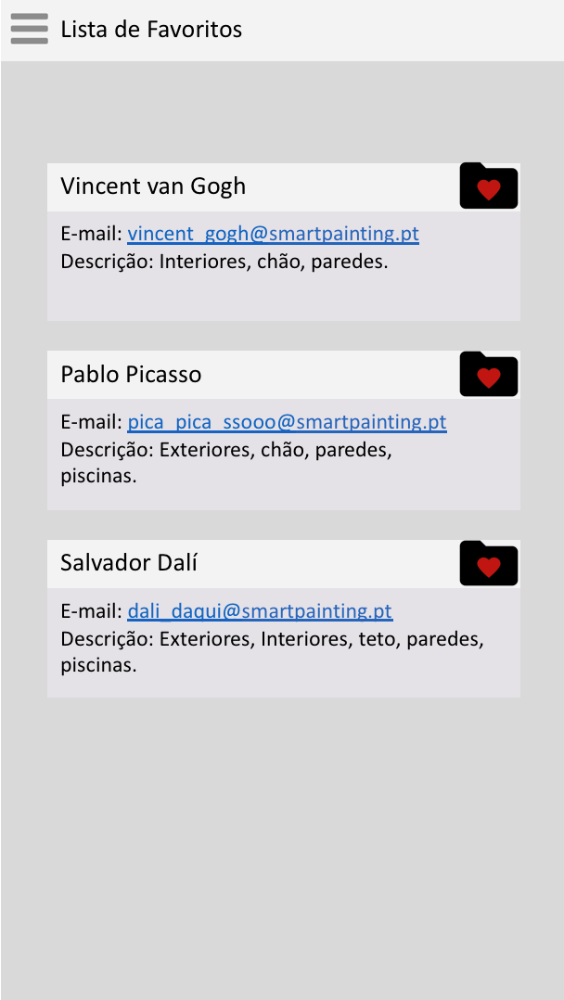 Lista de Favoritos
Vincent van Gogh
E-mail: vincent_gogh@smartpainting.pt
Descrição: Interiores, chão, paredes.
Pablo Picasso
E-mail: pica_pica_ssooo@smartpainting.pt
Descrição: Exteriores, chão, paredes,
piscinas.
Salvador Dalí
E-mail: dali_daqui@smartpainting.pt
Descrição: Exteriores, Interiores, teto, paredes,
piscinas.